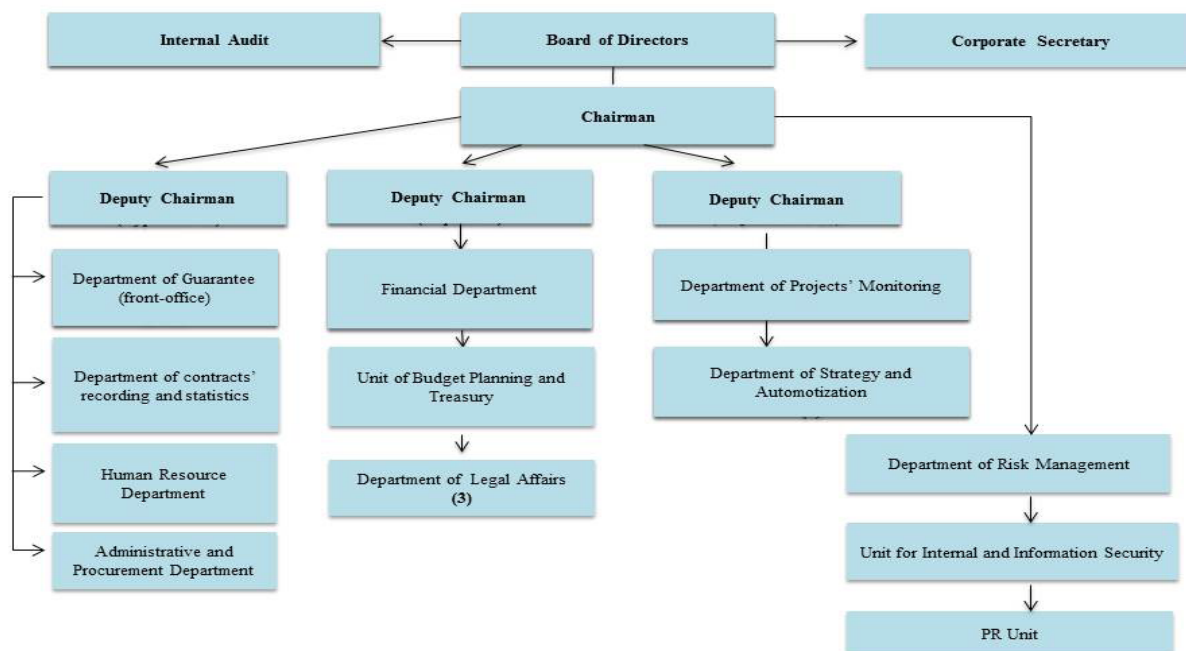 Internal Audit
Board of Directors
Corporate Secretary
Chairman
Deputy Chairman
Deputy Chairman
Deputy Chairman
Department of Guarantee
(front-office)
Financial Department
Department of Projects’ Monitoring
Department of contracts’
recording and statistics
Unit of Budget Planning and
Treasury
Department of Strategy and
Automotization
Human Resource
Department
Department of Legal Affairs
(3)
Department of Risk Management
Administrative and
Procurement Department
Unit for Internal and Information Security
PR Unit